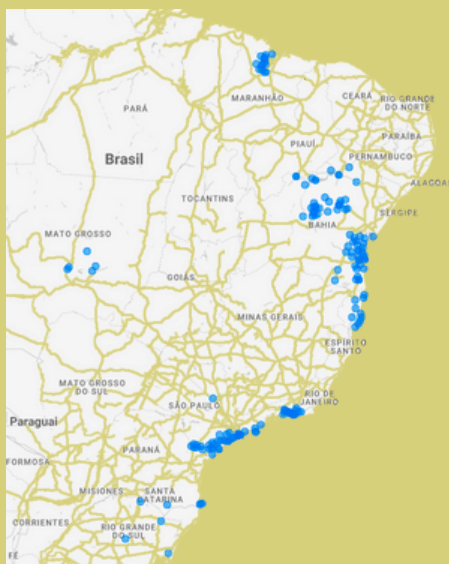 CEARÁ
RIO GRANDE
DO NORTE
MARANHÃO
PARÁ
PARAÍBA
PIAUÍ
PERNAMBUCO
Brasil
ALAGOA
TOCANTINS
SERGIPE
BAHIA
MATO GROSSO
GOIÁS
MINAS GERAIS
ESPÍRITO
SANTO
MATO GROSSO
DO SUL
RIO DE
JANEIRO
SÃO PAULO
Paraguai
PARANÁ
FORMOSA
MISIONES
SANTA
CATARINA
CORRIENTES
RIO GRANDE
DO SUL
FÉ